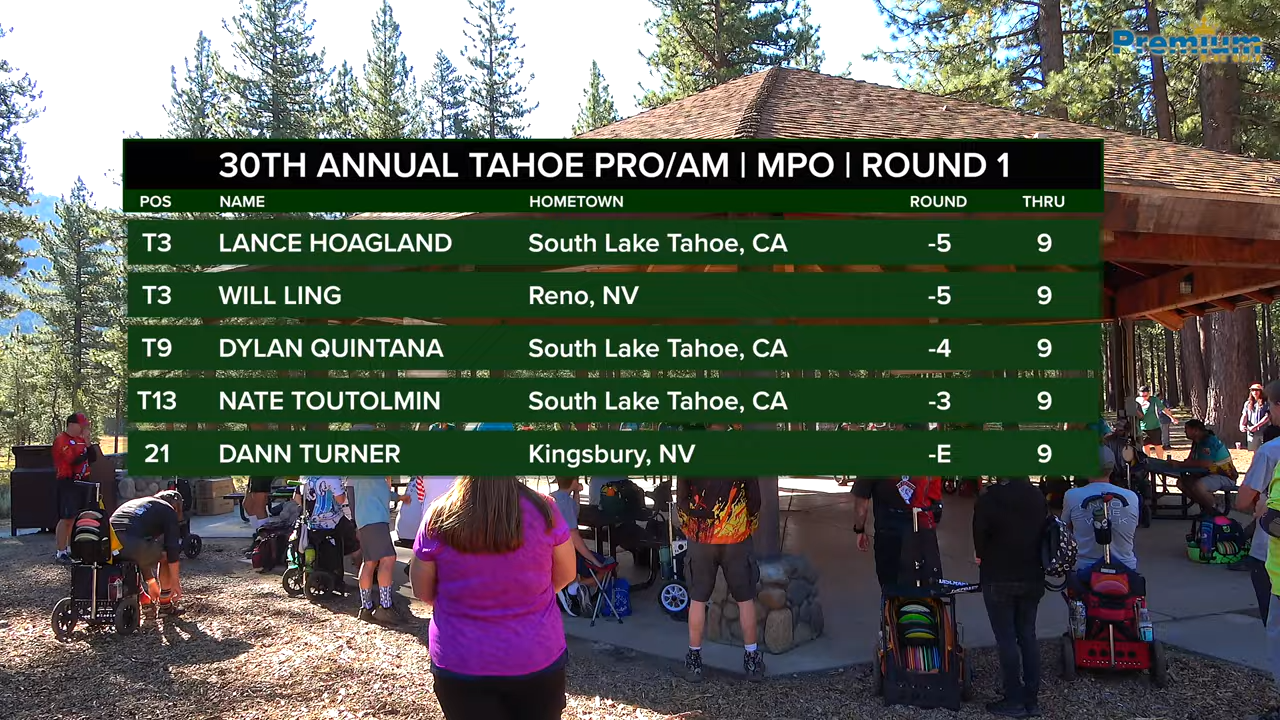 Premium
30TH ANNUAL TAHOE PRO/AM | MPO | ROUND 1
POS NAME HOMETOWN ROUND THRU
T3 LANCE HOAGLAND South Lake Tahoe, CA -5 9
T3 WILL LING Reno, NV -5 9
T9 DYLAN QUINTANA South Lake Tahoe, CA -4 9
T13 NATE TOUTOLMIN South Lake Tahoe, CA -3 9
21 DANN TURNER Kingsbury, NV -E 9